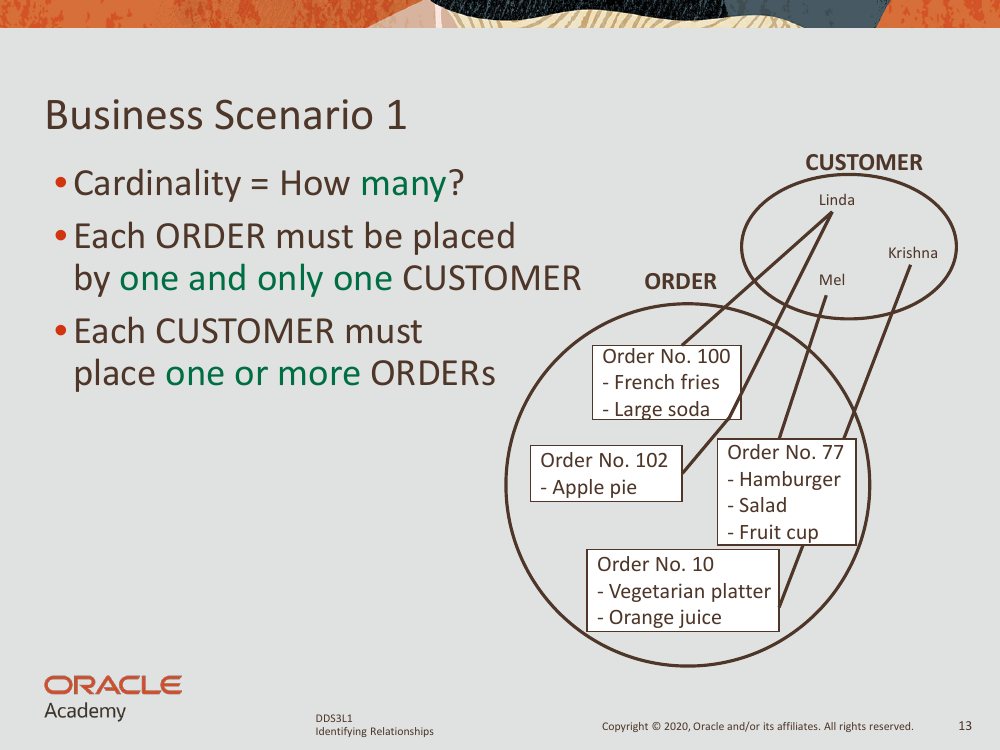 Business Scenario 1
•Cardinality = How many?
•Each ORDER must be placed
by one and only one CUSTOMER
•Each CUSTOMER must
place one or more ORDERs
CUSTOMER
Linda
Krishna
Mel
ORDER
Order No. 100
- French fries
- Large soda
Order No. 102
- Apple pie
Order No. 77
- Hamburger
- Salad
- Fruit cup
Order No. 10
- Vegetarian platter
- Orange juice
ORACLE
Academy
DDS3L1
Identifying Relationships
Copyright © 2020, Oracle and/or its affiliates. All rights reserved.
13